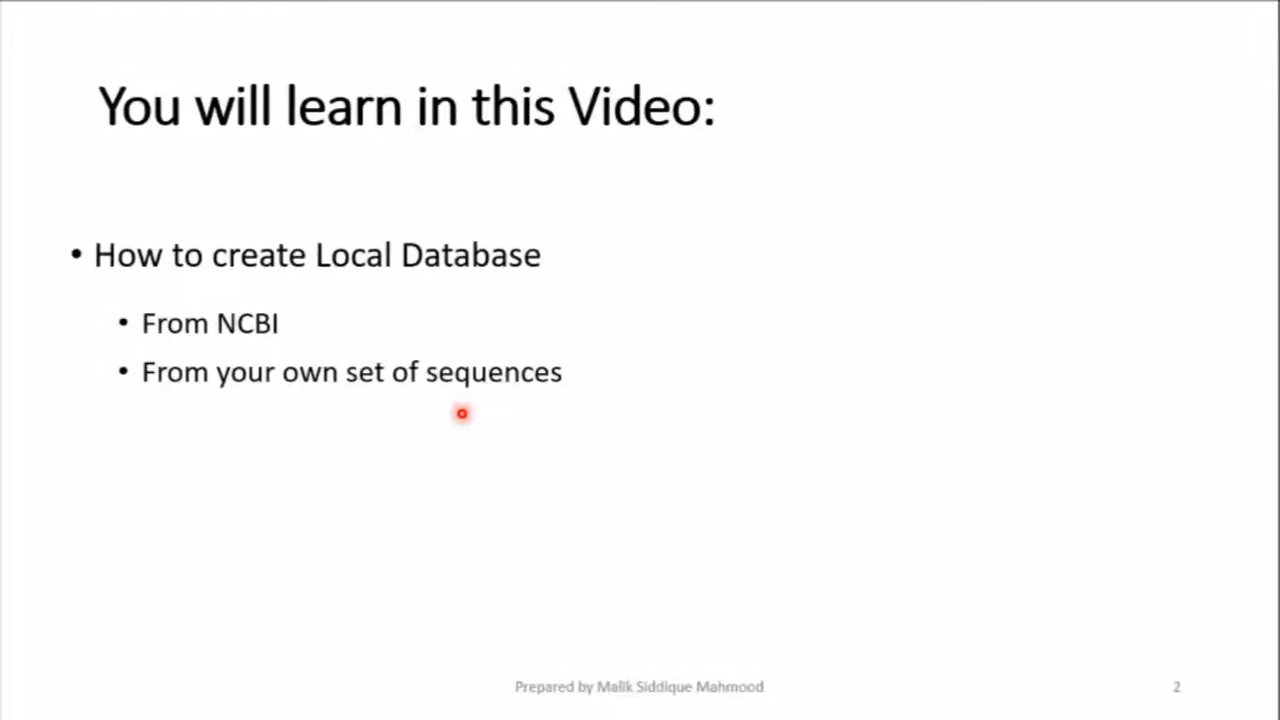 You will learn in this Video:
• How to create Local Database
• From NCBI
• From your own set of sequences
Prepared by Malik Siddique Mahmood
2